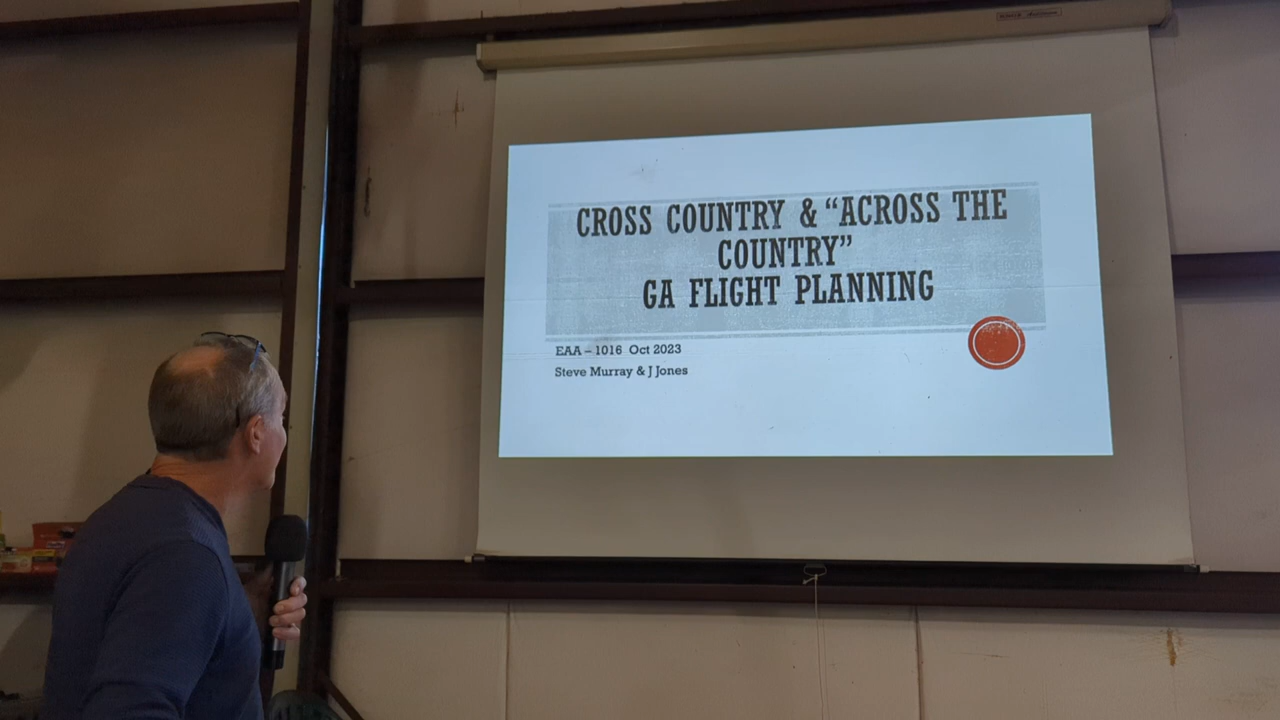 CROSS COUNTRY & “ACROSS THE
COUNTRY”
GA FLIGHT PLANNING
EAA – 1016 Oct 2023
Steve Murray & J Jones